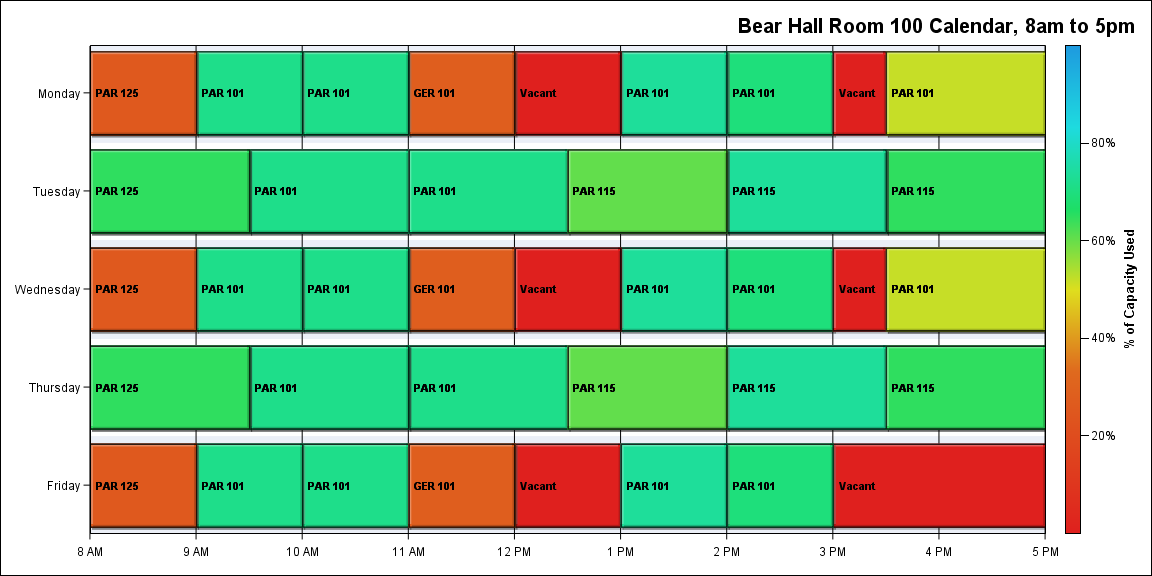 Bear Hall Room 100 Calendar, 8am to 5pm
Monday
PAR 125
PAR 101
PAR 101
GER 101
Vacant
PAR 101
PAR 101
Vacant
PAR 101
Tuesday
PAR 125
PAR 101
PAR 101
PAR 115
PAR 115
PAR 115
Wednesday
PAR 125
PAR 101
PAR 101
GER 101
Vacant
PAR 101
PAR 101
Vacant
PAR 101
Thursday
PAR 125
PAR 101
PAR 101
PAR 115
PAR 115
PAR 115
Friday
PAR 125
PAR 101
PAR 101
GER 101
Vacant
PAR 101
PAR 101
Vacant
8 AM
9 AM
10 AM
11 AM
12 PM
1 PM
2 PM
3 PM
4 PM
5 PM
80%
60%
40%
20%
% of Capacity Used